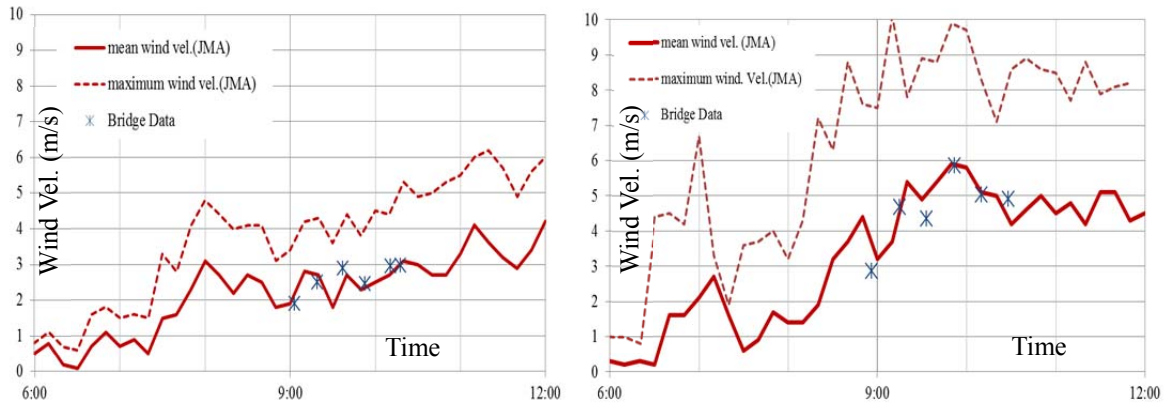 10
9
8
7
6
5
4
3
2
1
0
Wind Vel. (m/s)
mean wind vel.(JMA)
maximum wind vel.(JMA)
Bridge Data
Time
6:00
9:00
12:00
10
9
8
7
6
5
4
3
2
1
0
Wind Vel. (m/s)
mean wind vel. (JMA)
maximum wind. Vel.(JMA)
Bridge Data
Time
6:00
9:00
12:00